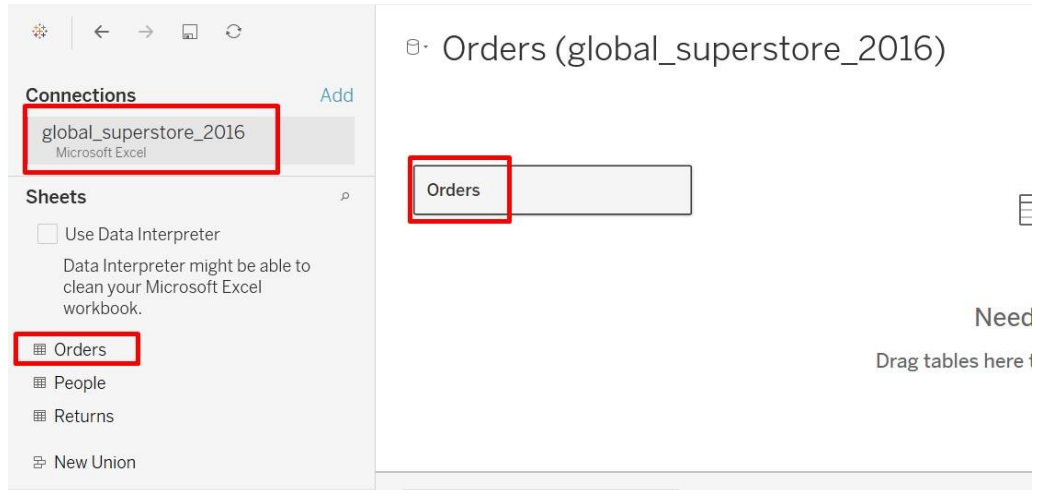 Connections
Add
global_superstore_2016
Microsoft Excel
Sheets
Use Data Interpreter
Data Interpreter might be able to
clean your Microsoft Excel
workbook.
Orders
People
Returns
New Union
Orders (global_superstore_2016)
Orders
Need
Drag tables here